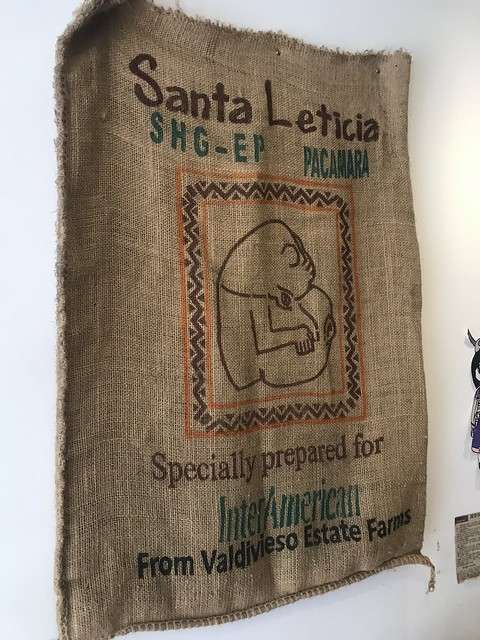 Santa Leticia
SHG-EP PACAMARA
Specially prepared for
InterAmerican
From Valdivieso Estate Farms